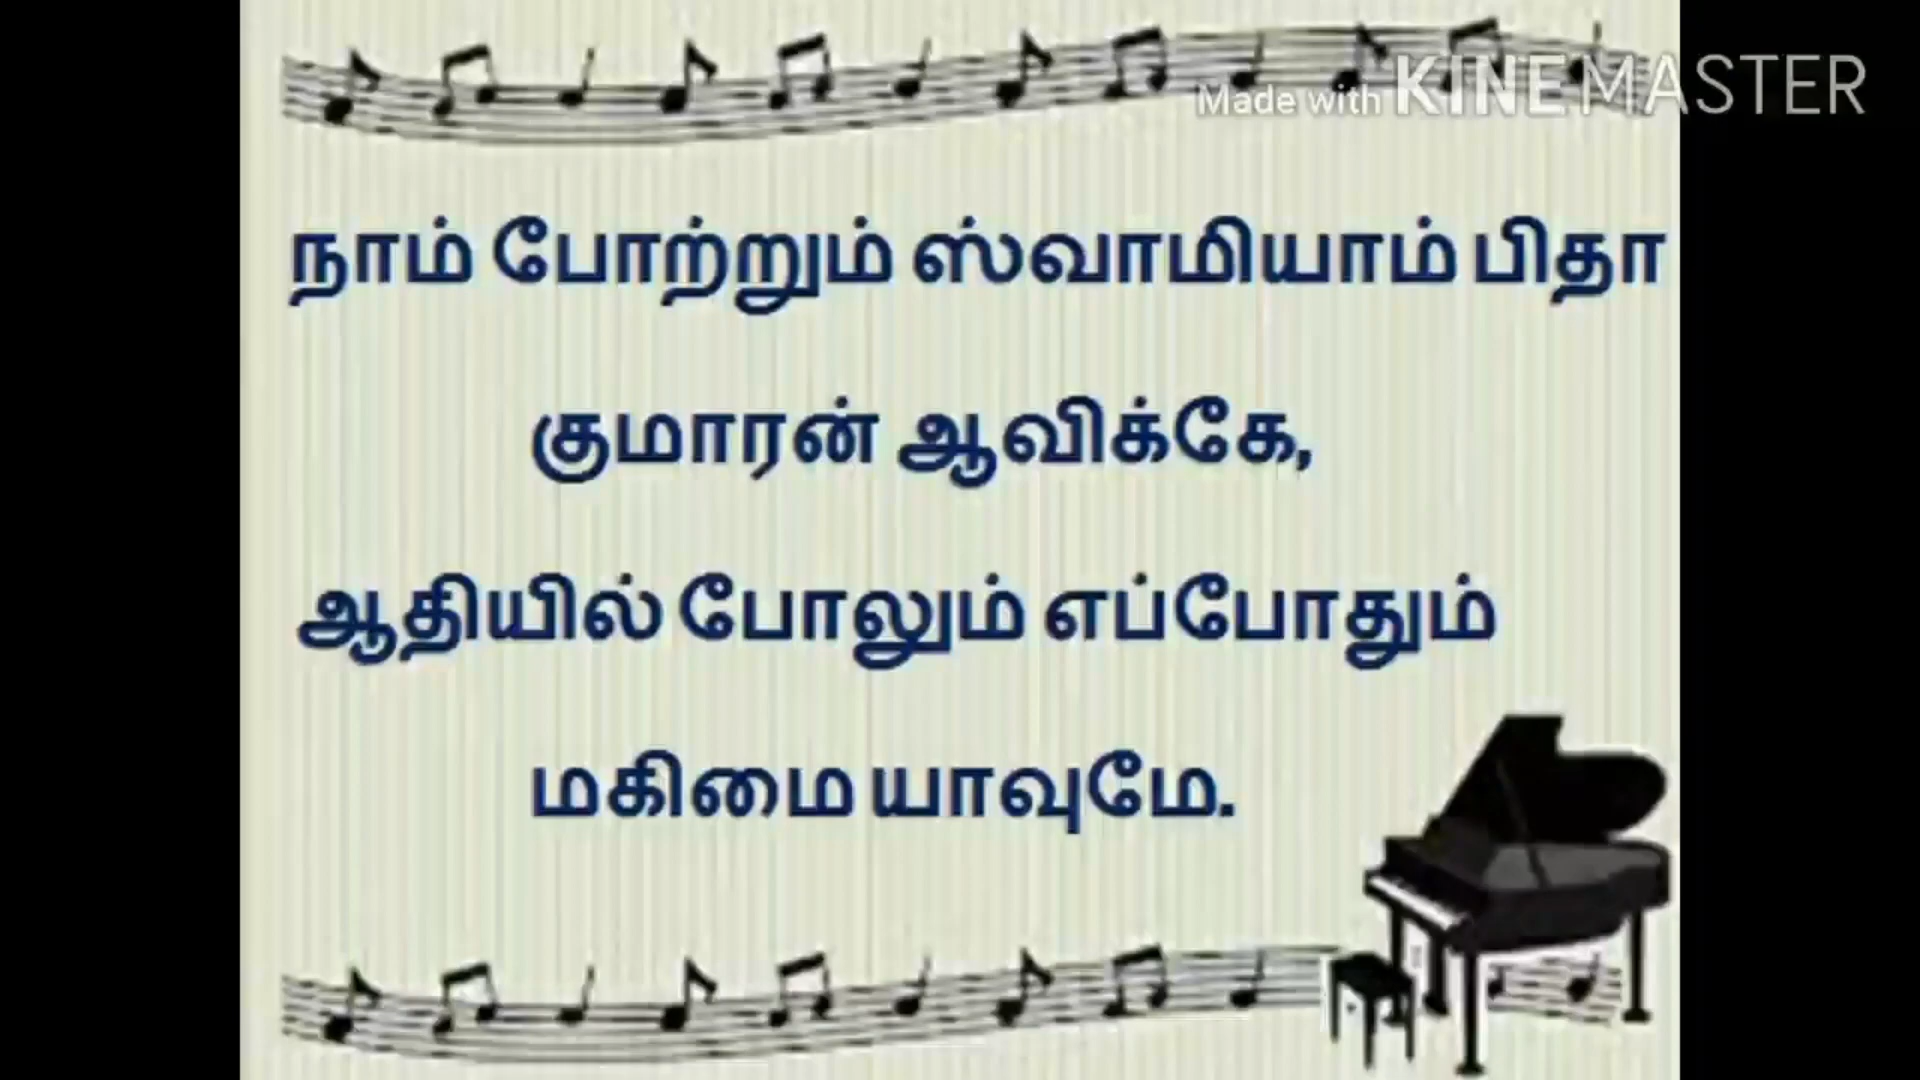 Made with KINEMASTER
நாம் போற்றும் ஸ்வாமியாம் பிதா
குமாரன் ஆவிக்கே,
ஆதியில் போலும் எப்போதும்
மகிமை யாவுமே.